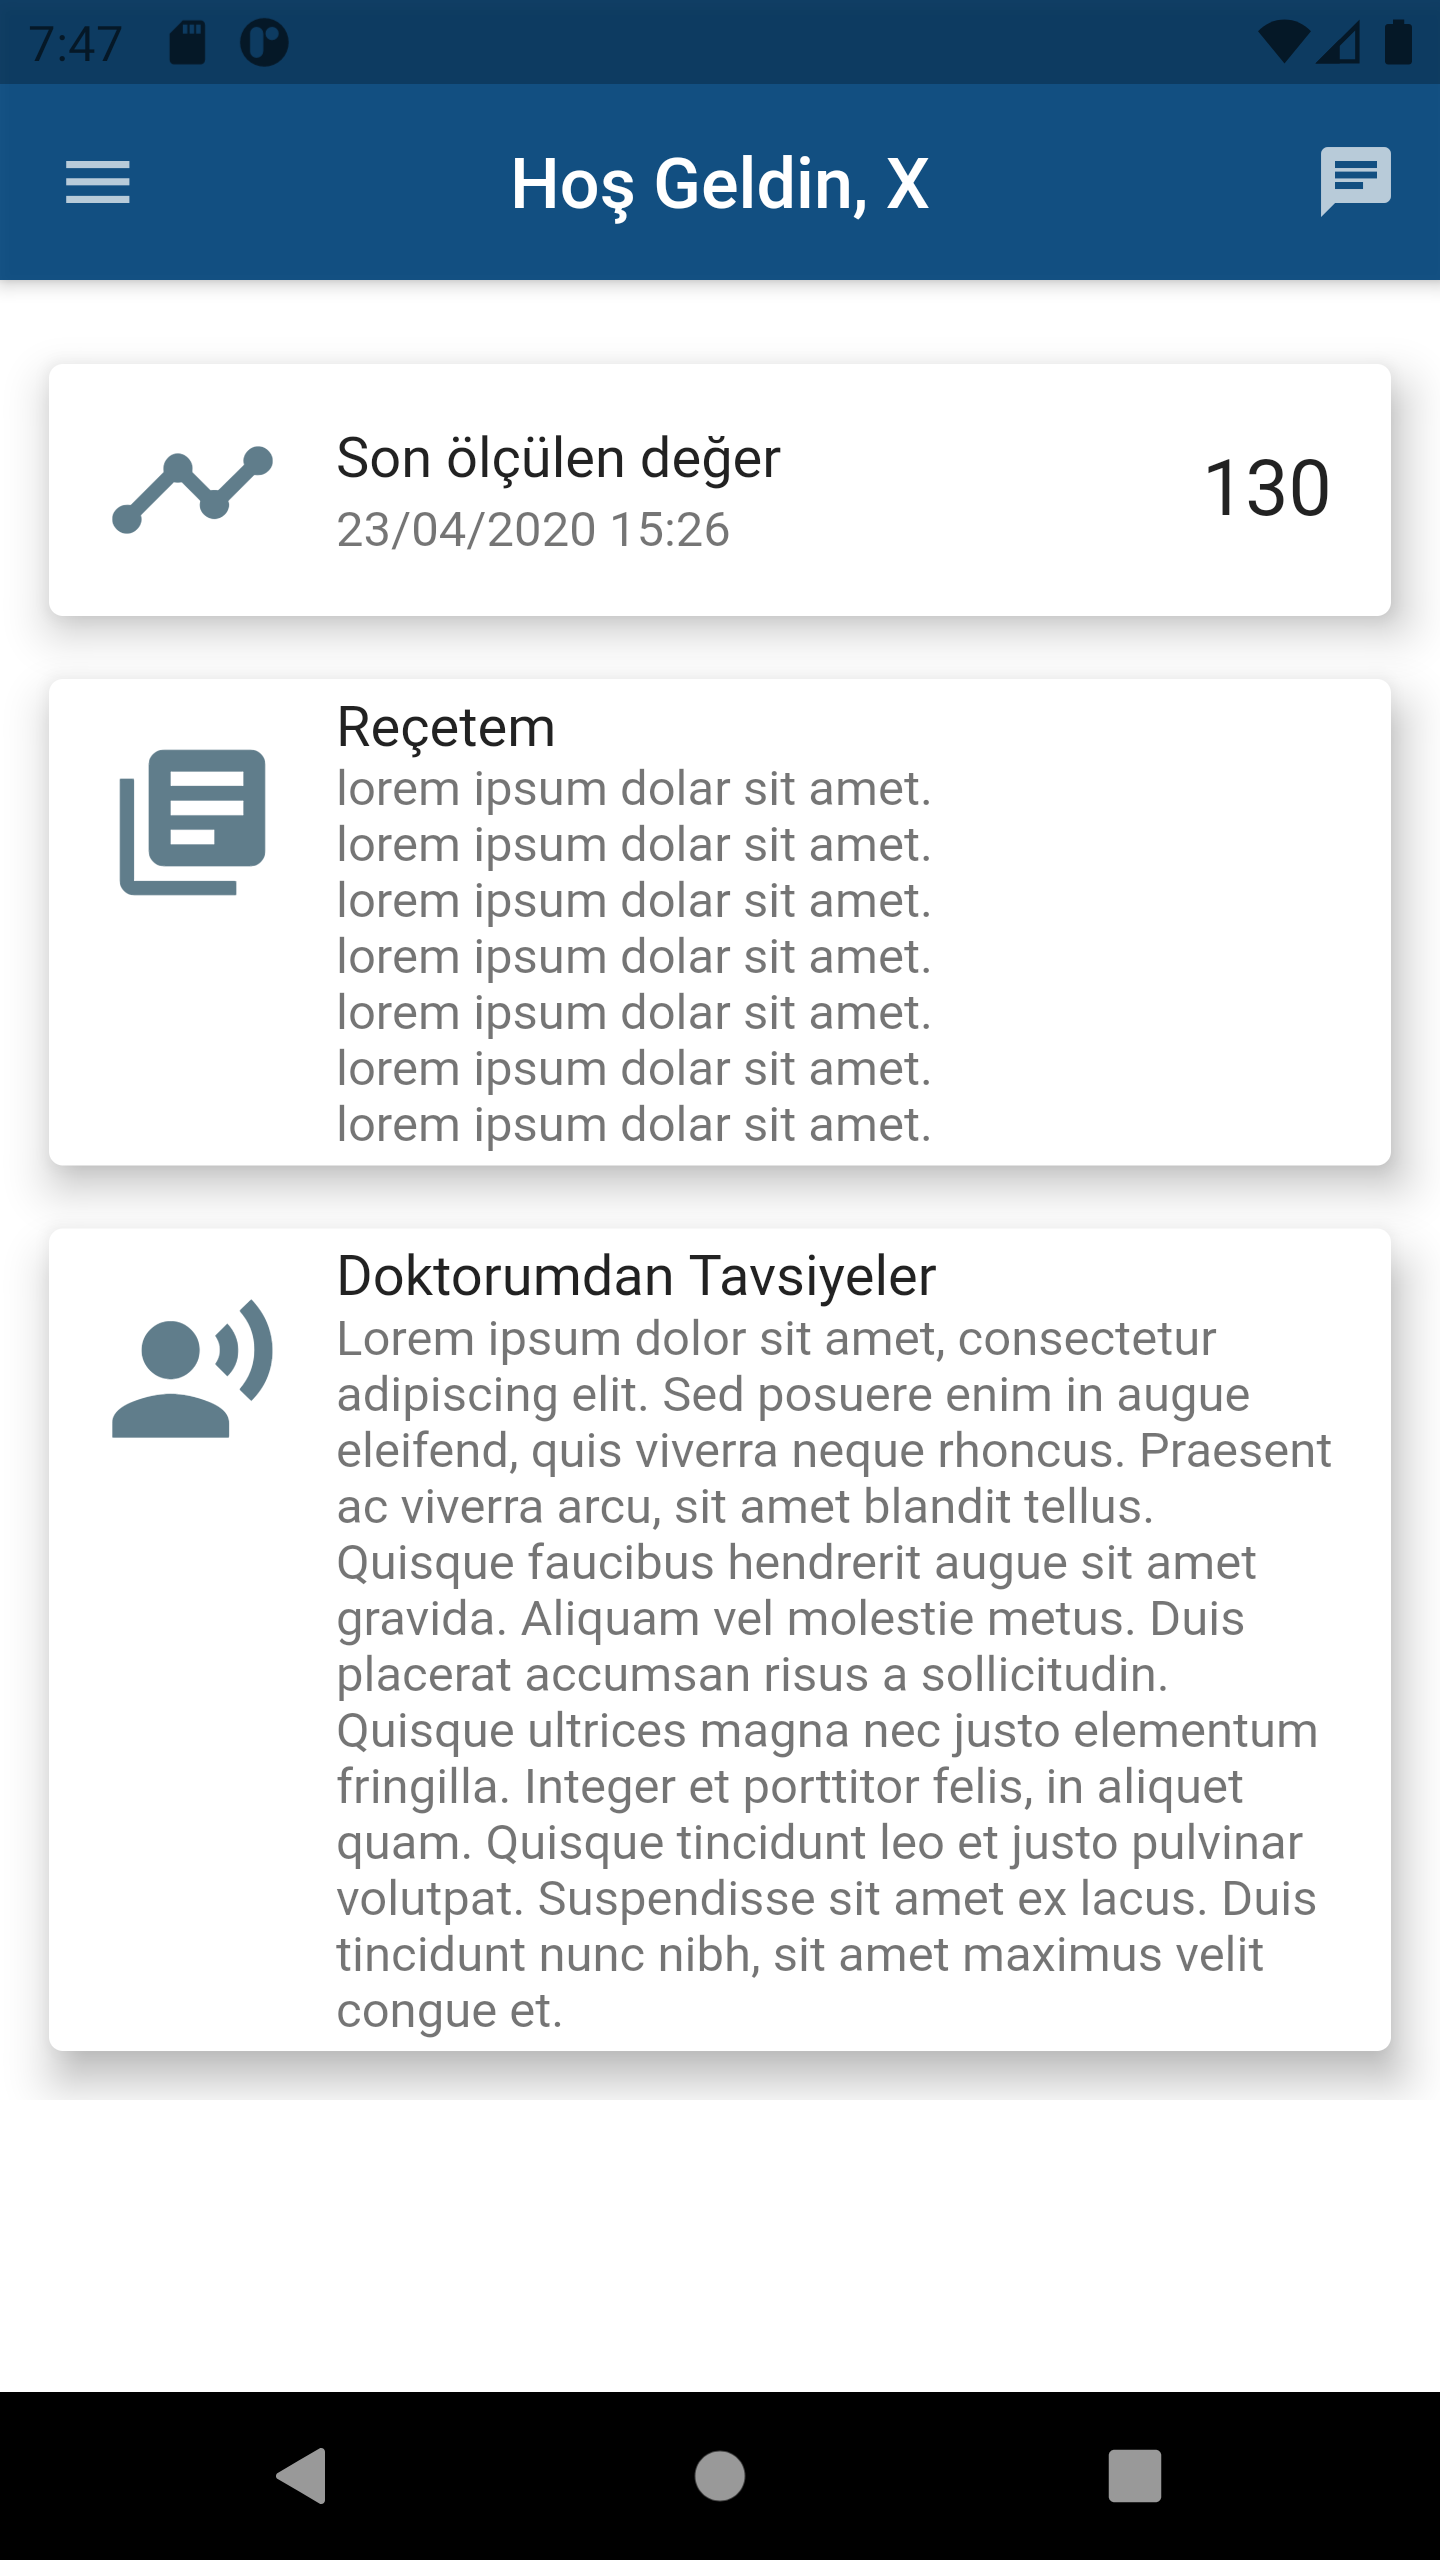 7:47
Hoş Geldin, X
Son ölçülen değer
23/04/2020 15:26
130
Reçetem
lorem ipsum dolar sit amet.
lorem ipsum dolar sit amet.
lorem ipsum dolar sit amet.
lorem ipsum dolar sit amet.
lorem ipsum dolar sit amet.
lorem ipsum dolar sit amet.
lorem ipsum dolar sit amet.
Doktorumdan Tavsiyeler
Lorem ipsum dolor sit amet, consectetur
adipiscing elit. Sed posuere enim in augue
eleifend, quis viverra neque rhoncus. Praesent
ac viverra arcu, sit amet blandit tellus.
Quisque faucibus hendrerit augue sit amet
gravida. Aliquam vel molestie metus. Duis
placerat accumsan risus a sollicitudin.
Quisque ultrices magna nec justo elementum
fringilla. Integer et porttitor felis, in aliquet
quam. Quisque tincidunt leo et justo pulvinar
volutpat. Suspendisse sit amet ex lacus. Duis
tincidunt nunc nibh, sit amet maximus velit
congue et.